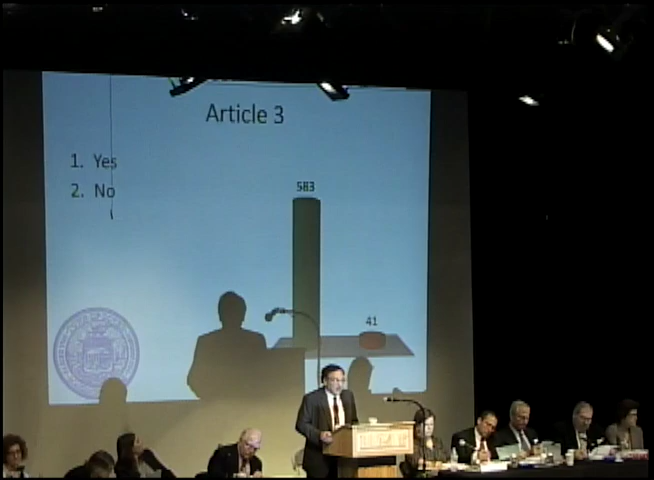 Article 3
1. Yes
2. No
583
41